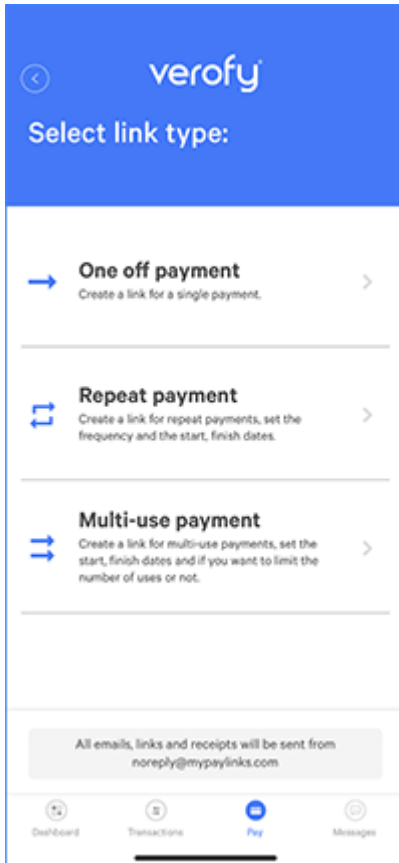 verofy
Select link type:
One off payment
Create a link for a single payment.
Repeat payment
Create a link for repeat payments, set the
frequency and the start, finish dates.
Multi-use payment
Create a link for multi-use payments, set the
start, finish dates and if you want to limit the
number of uses or not.
All emails, links and receipts will be sent from
noreply@mypaylinks.com
Dashboard
Transactions
Pay
Messages